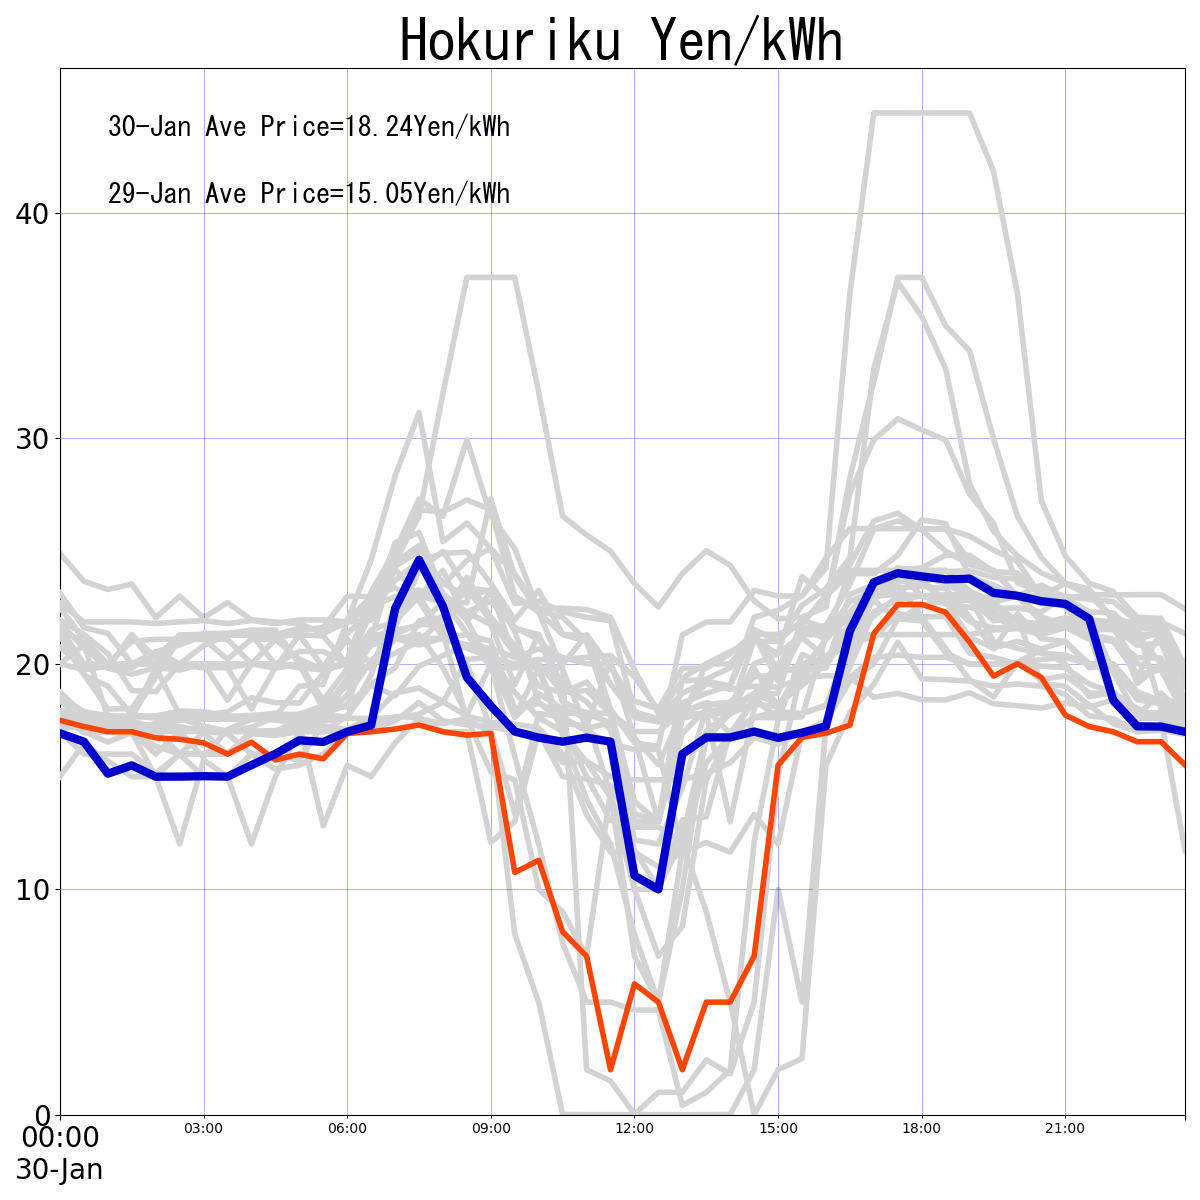 Hokuriku Yen/kWh
30-Jan Ave Price=18.24Yen/kWh
29-Jan Ave Price=15.05Yen/kWh
40
30
20
10
0
00:00 03:00 06:00 09:00 12:00 15:00 18:00 21:00
30-Jan